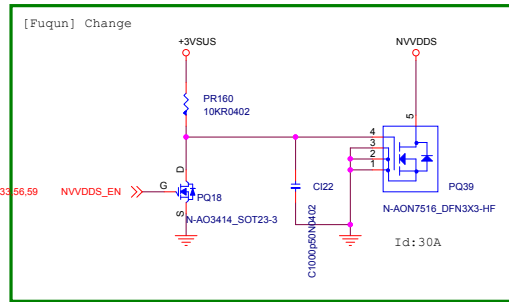 [Fuqun] Change
+3VSUS
NVVDDS
PR160
10KR0402
5
4
3
2
1
D
G
S
33,56,59
NVVDDS_EN
PQ18
N-AO3414_SOT23-3
CI22
C1000p50N0402
PQ39
N-AON7516_DFN3X3-HF
Id:30A